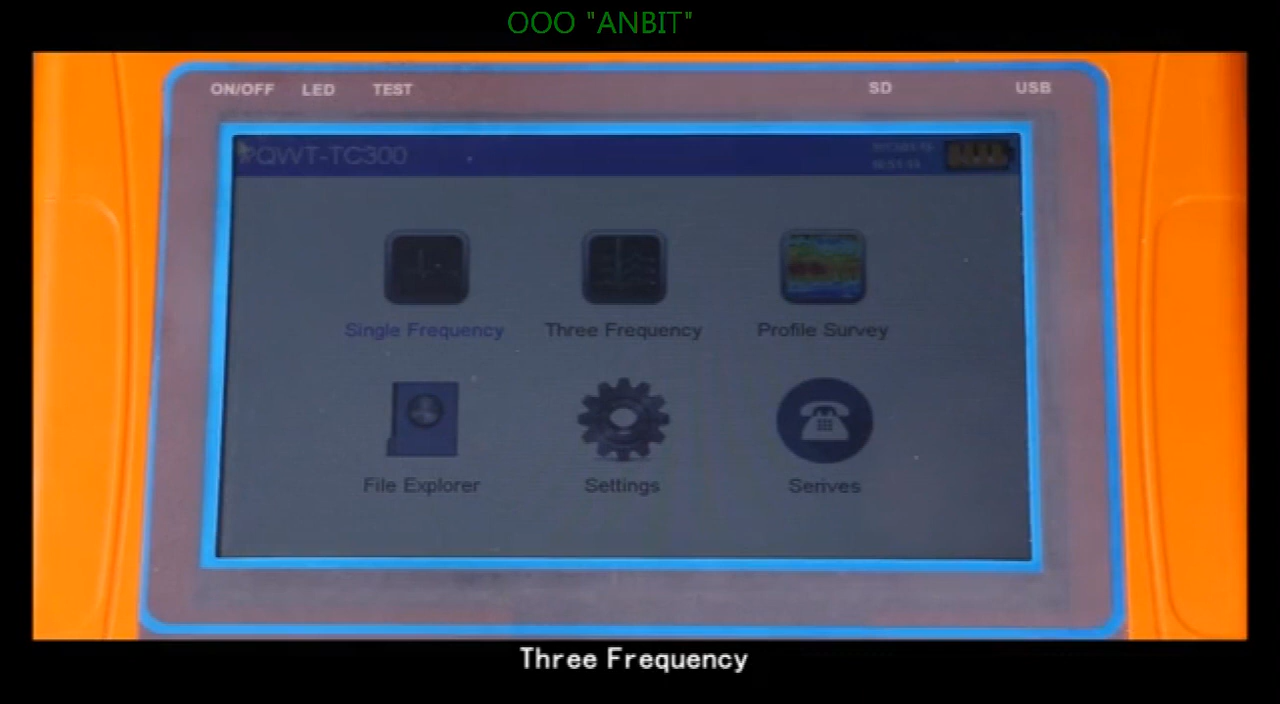 OOO "ANBIT"
ON/OFF LED TEST SD USB
PQWT-TC300
Single Frequency Three Frequency Profile Survey
File Explorer Settings Serives
Three Frequency